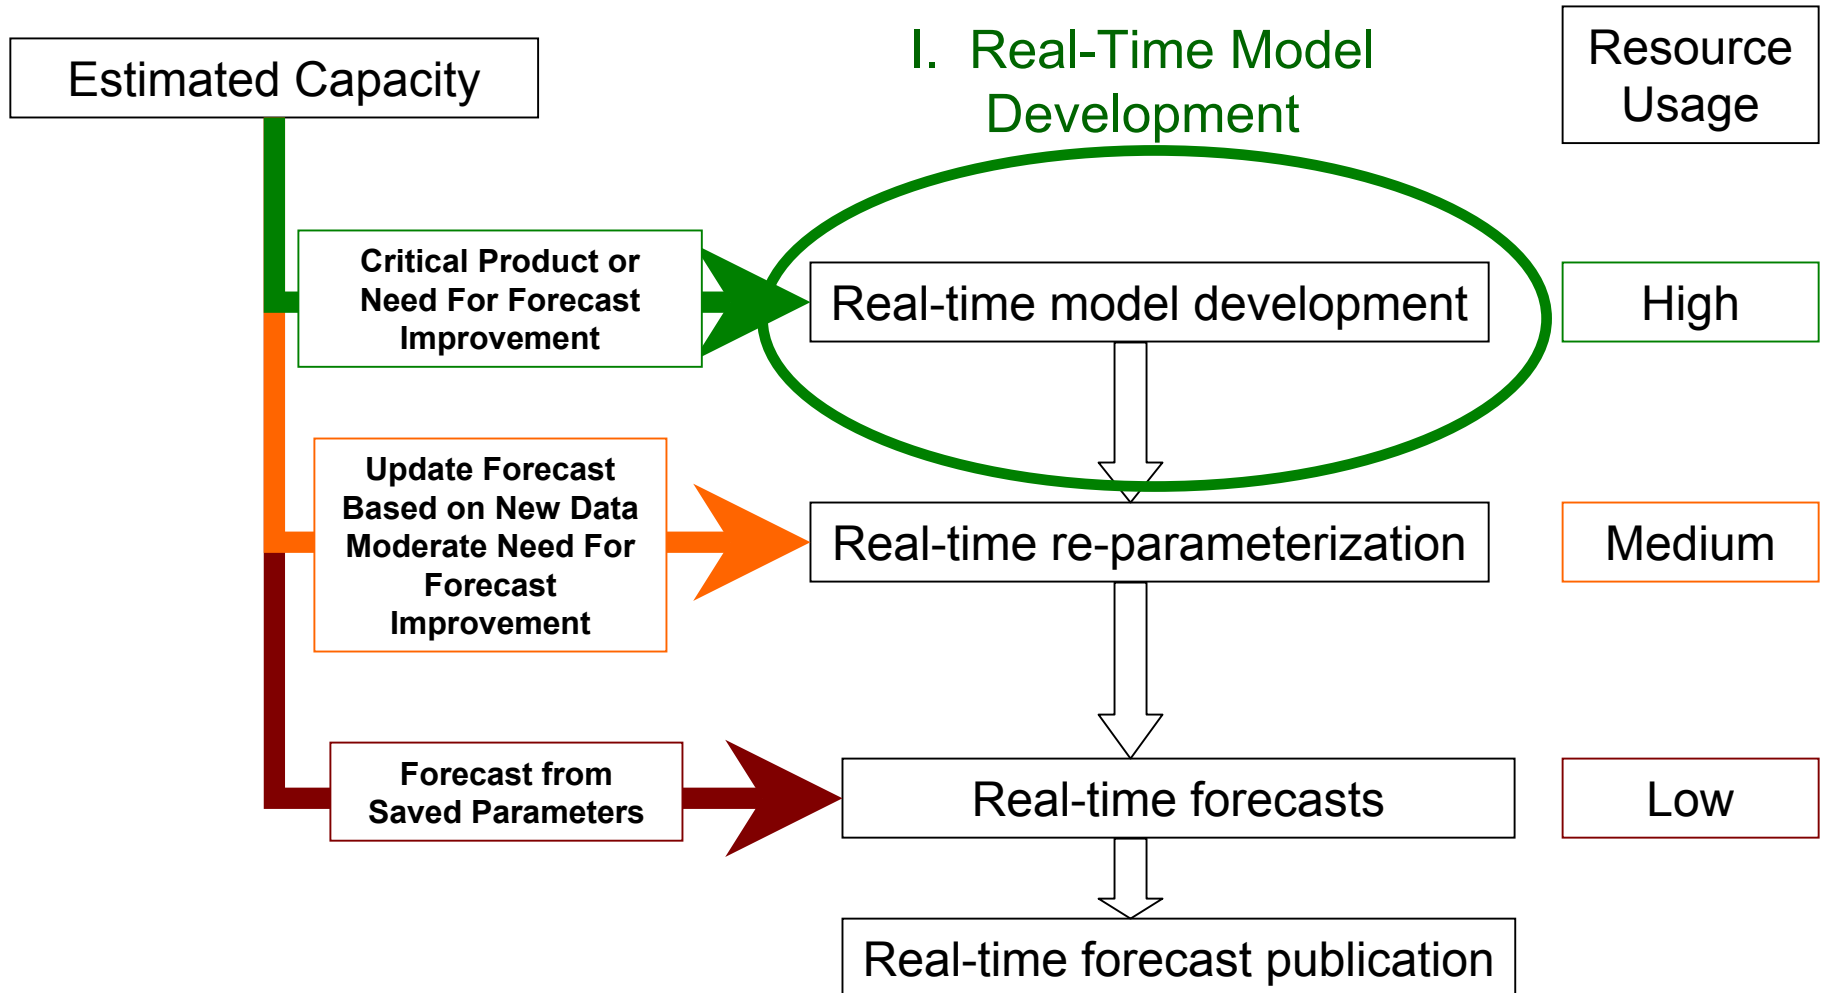 Estimated Capacity
I. Real-Time Model
Development
Resource
Usage
Critical Product or
Need For Forecast
Improvement
Real-time model development
High
Update Forecast
Based on New Data
Moderate Need For
Forecast
Improvement
Real-time re-parameterization
Medium
Forecast from
Saved Parameters
Real-time forecasts
Low
Real-time forecast publication